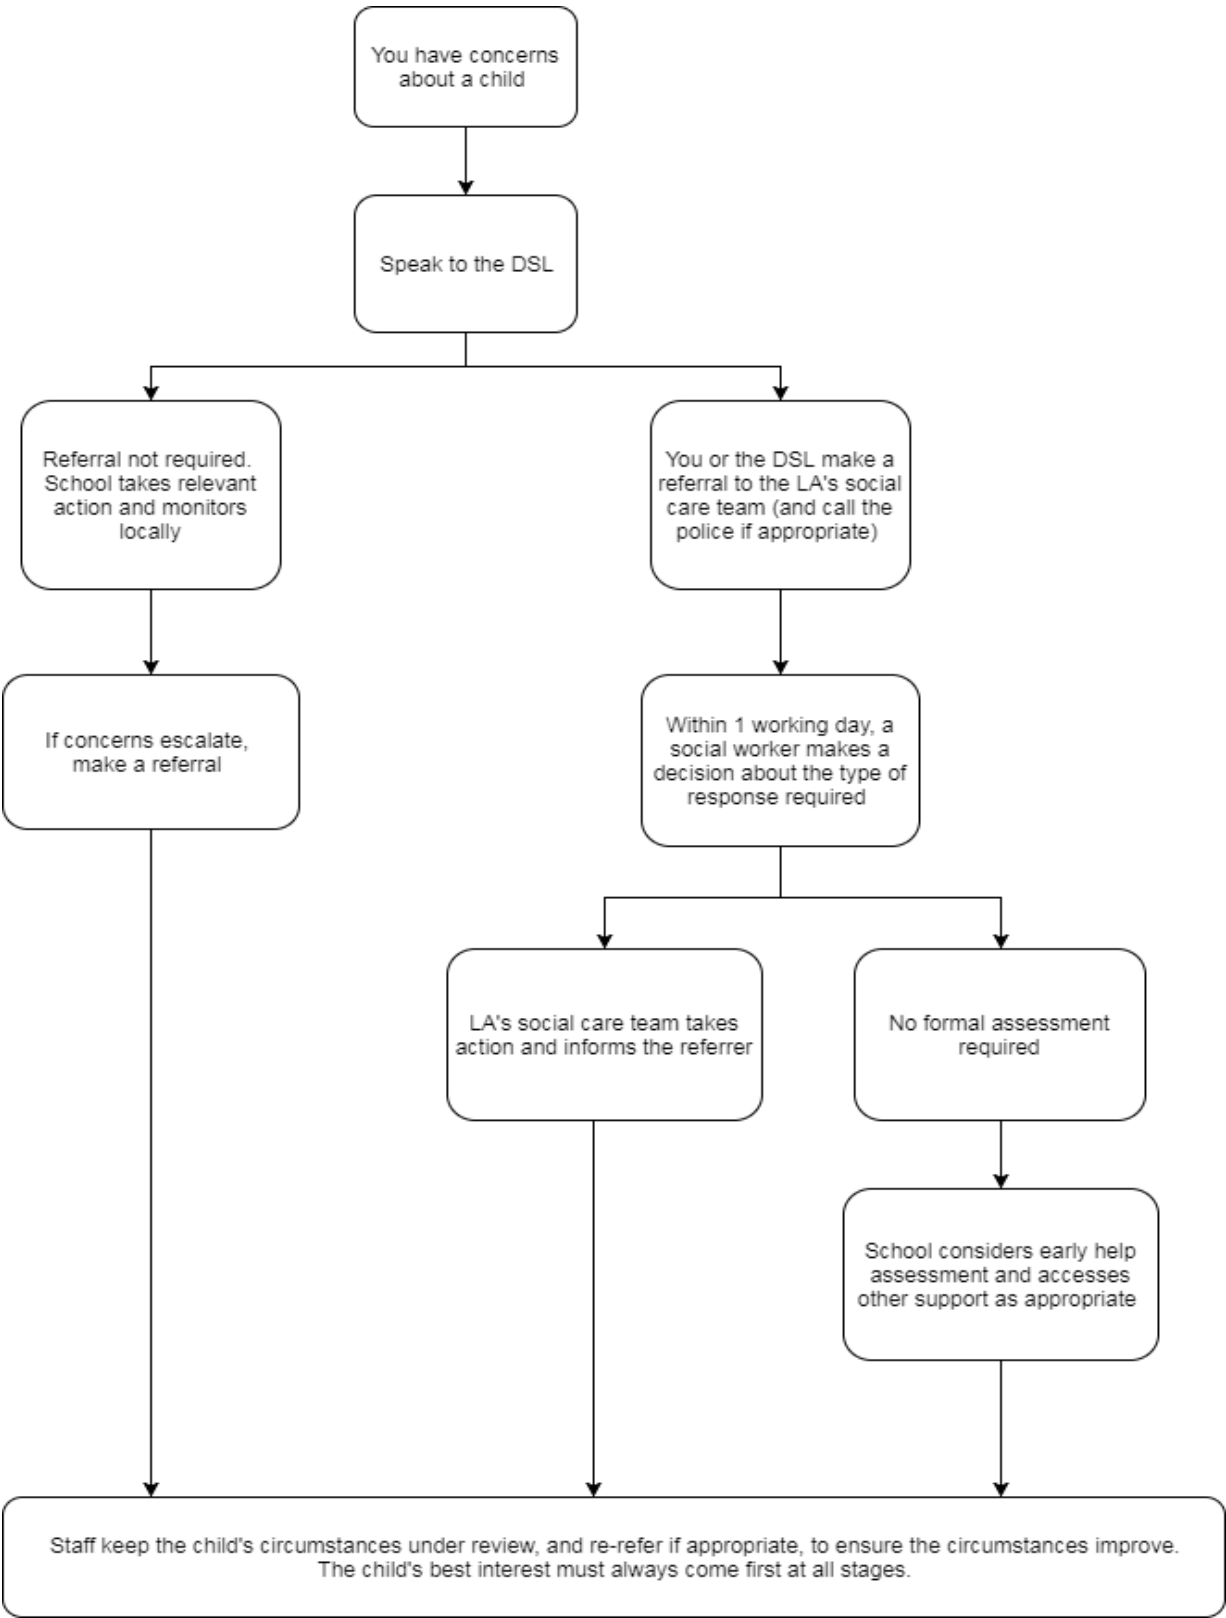 You have concerns
about a child
Speak to the DSL
Referral not required.
School takes relevant
action and monitors
locally
You or the DSL make a
referral to the LA's social
care team (and call the
police if appropriate)
If concerns escalate,
make a referral
Within 1 working day, a
social worker makes a
decision about the type of
response required
LA's social care team takes
action and informs the referrer
No formal assessment
required
School considers early help
assessment and accesses
other support as appropriate
Staff keep the child's circumstances under review, and re-refer if appropriate, to ensure the circumstances improve.
The child's best interest must always come first at all stages.